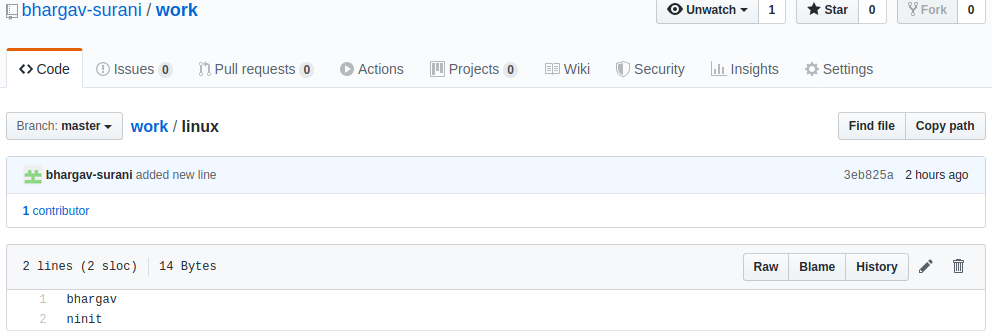 bhargav-surani / work
Unwatch 1 Star 0 Fork 0
Code Issues 0 Pull requests 0 Actions Projects 0 Wiki Security Insights Settings
Branch: master work / linux Find file Copy path
bhargav-surani added new line 3eb825a 2 hours ago
1 contributor
2 lines (2 sloc) 14 Bytes Raw Blame History
1 bhargav
2 ninit